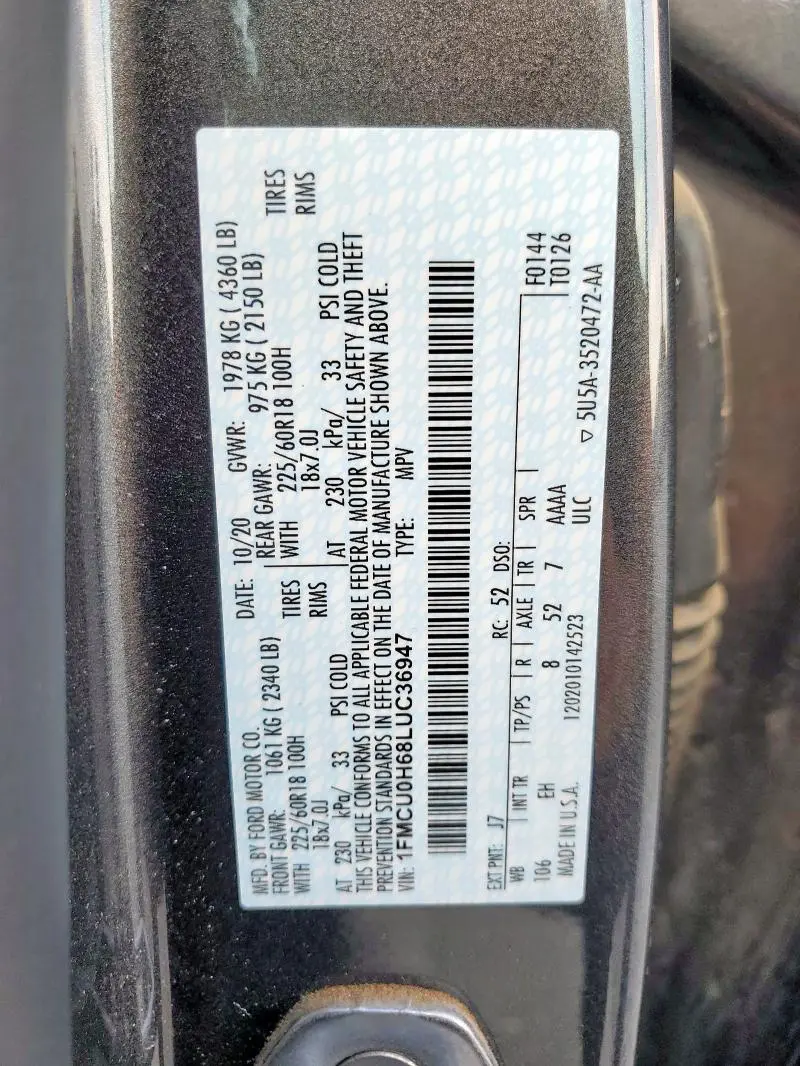 MFD. BY FORD MOTOR CO. DATE: 10/20 GVWR: 1978 KG ( 4360 LB)
FRONT GAWR: 1061 KG ( 2340 LB) REAR GAWR: 975 KG ( 2150 LB)
WITH 225/60R18 100H TIRES WITH 225/60R18 100H TIRES
18x7.0J RIMS 18x7.0J RIMS
AT 230 kPa/ 33 PSI COLD AT 230 kPa/ 33 PSI COLD
THIS VEHICLE CONFORMS TO ALL APPLICABLE FEDERAL MOTOR VEHICLE SAFETY AND THEFT
PREVENTION STANDARDS IN EFFECT ON THE DATE OF MANUFACTURE SHOWN ABOVE.
VIN: 1FMCU0H68LUC36947 TYPE: MPV
F0144
T0126
EXT PNT: J7 RC: 52 DSO:
WB INT TR TP/PS R AXLE TR SPR
106 EH 8 52 7 AAAA
MADE IN U.S.A. 1202010142523 ULC
▽ 5U5A-3520472-AA